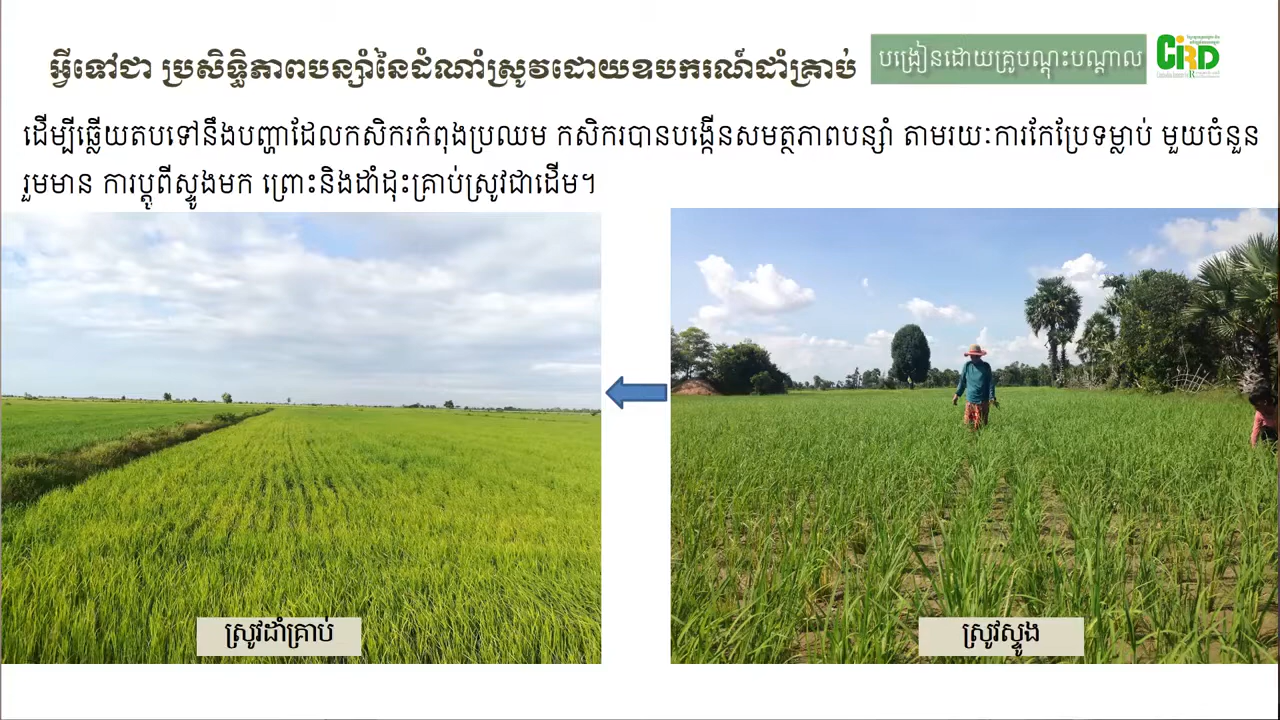 អ្វីទៅជា ប្រសិទ្ធិភាពបន្សាំនៃដំណាំស្រូវដោយឧបករណ៍ដាំគ្រាប់
បង្រៀនដោយគ្រូបណ្តុះបណ្តាល
CiRD
ដើម្បីឆ្លើយតបទៅនឹងបញ្ហាដែលកសិករកំពុងប្រឈម កសិករបានបង្កើនសមត្ថភាពបន្សាំ តាមរយៈការកែប្រែទម្លាប់ មួយចំនួន
រួមមាន ការប្តូពីស្ទូងមក ព្រោះនិងដាំដុះគ្រាប់ស្រូវជាដើម។
ស្រូវដាំគ្រាប់
ស្រូវស្ទូង